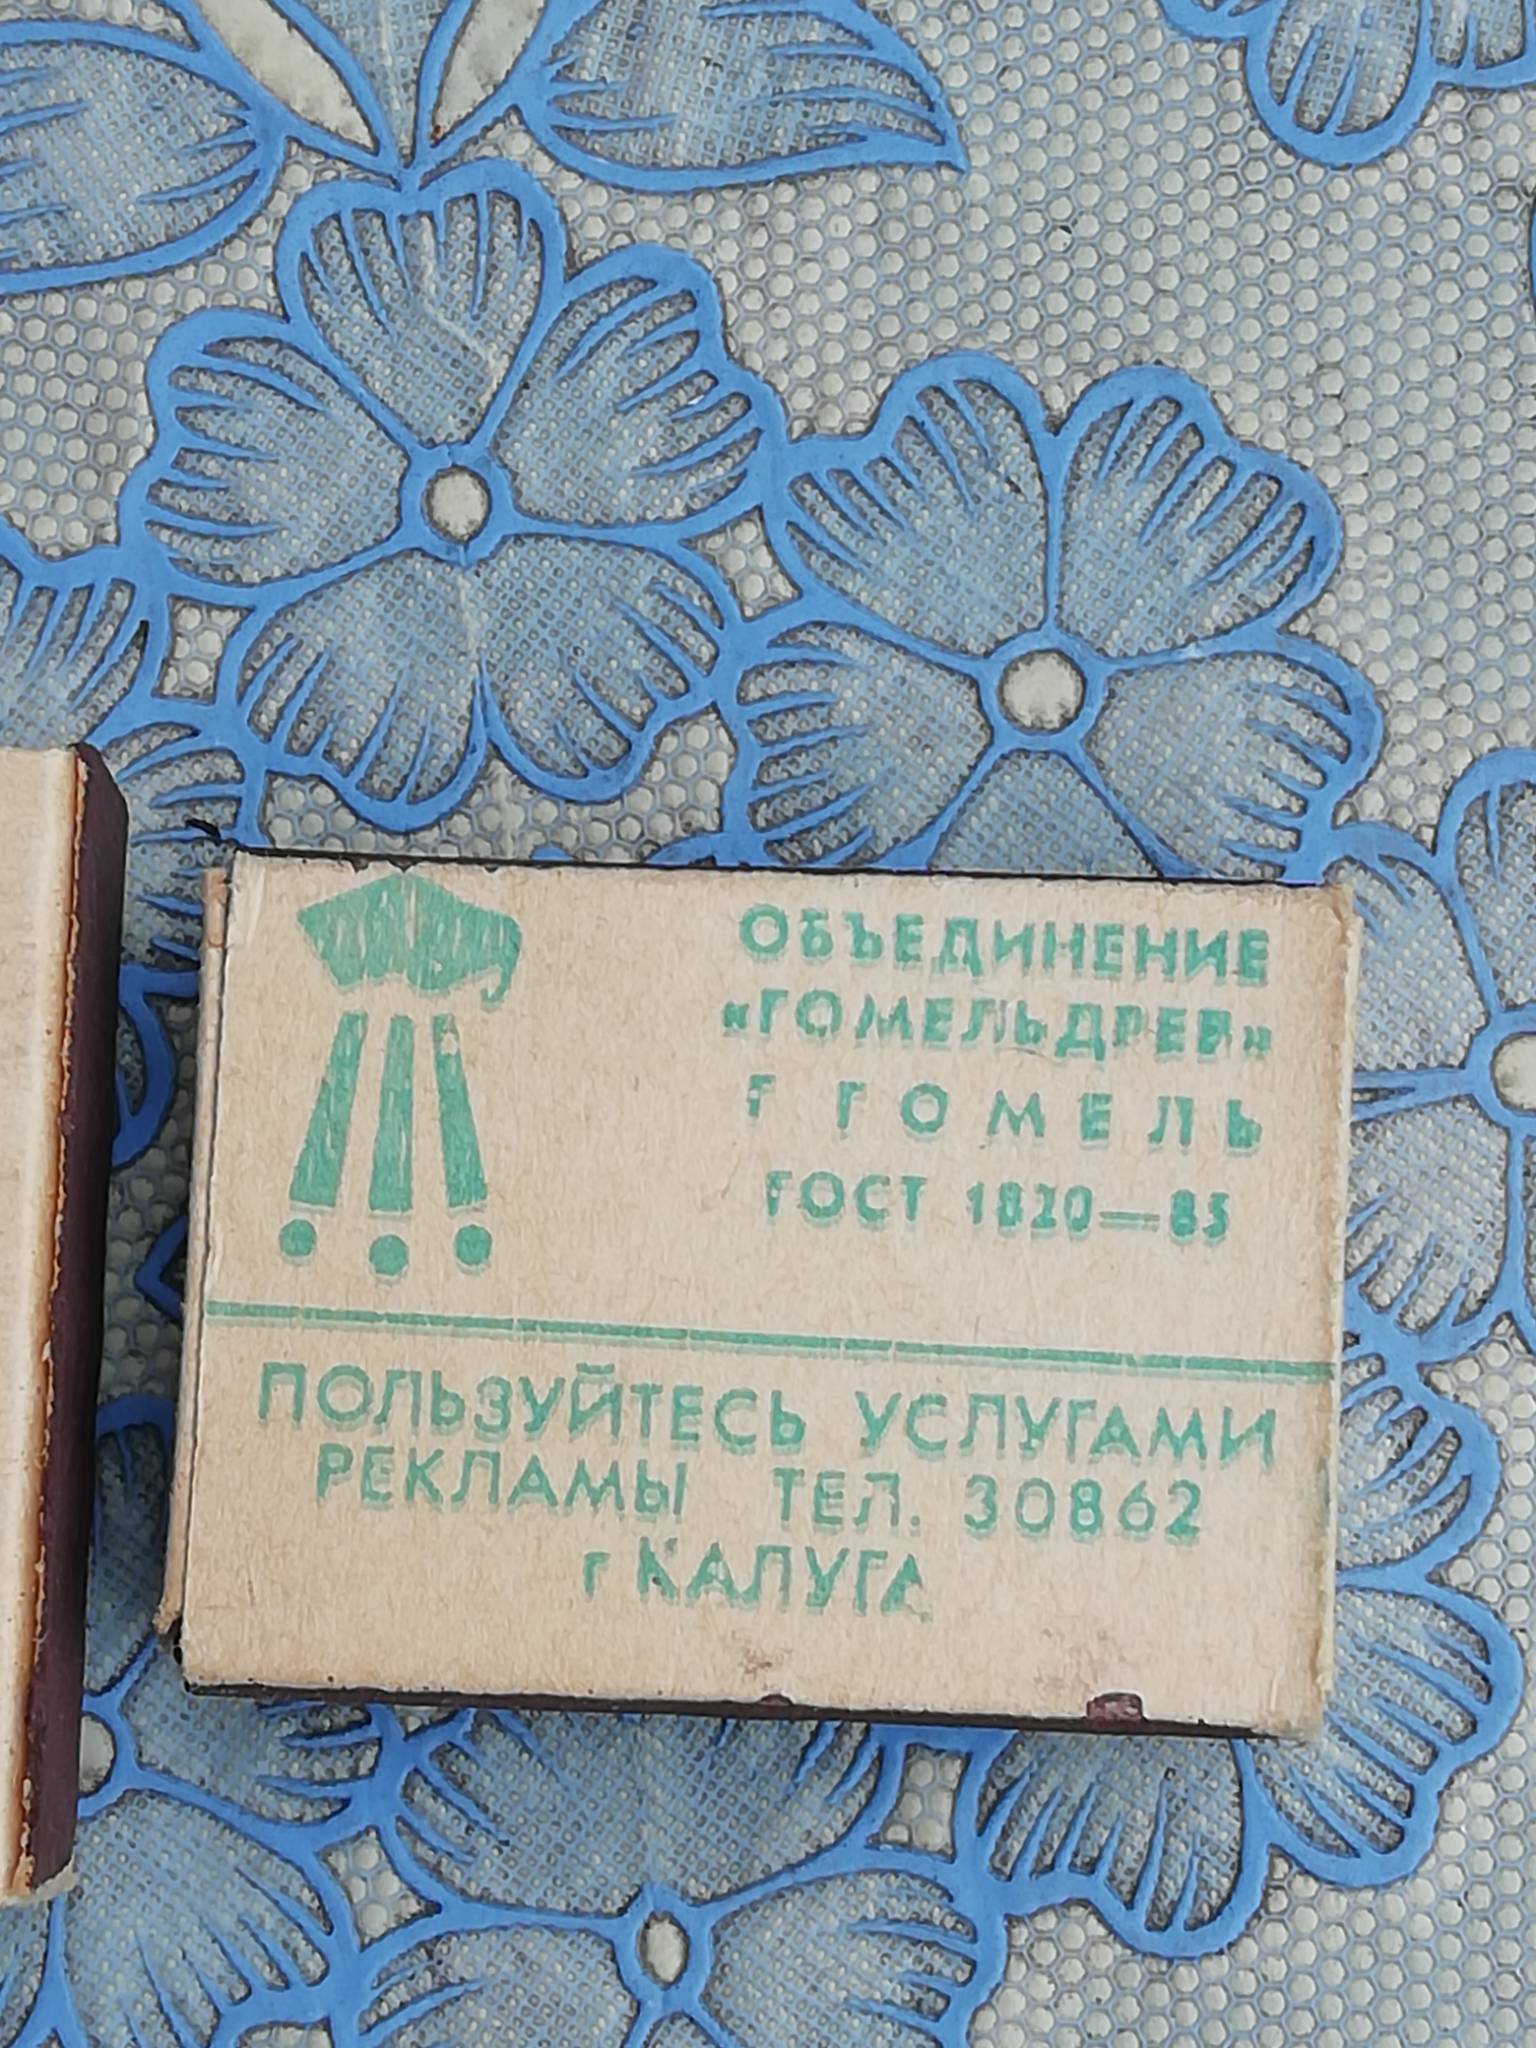 ОБЪЕДИНЕНИЕ
«ГОМЕЛЬДРЕВ»
г ГОМЕЛЬ
ГОСТ 1820—85
ПОЛЬЗУЙТЕСЬ УСЛУГАМИ
РЕКЛАМЫ ТЕЛ. 30862
г КАЛУГА